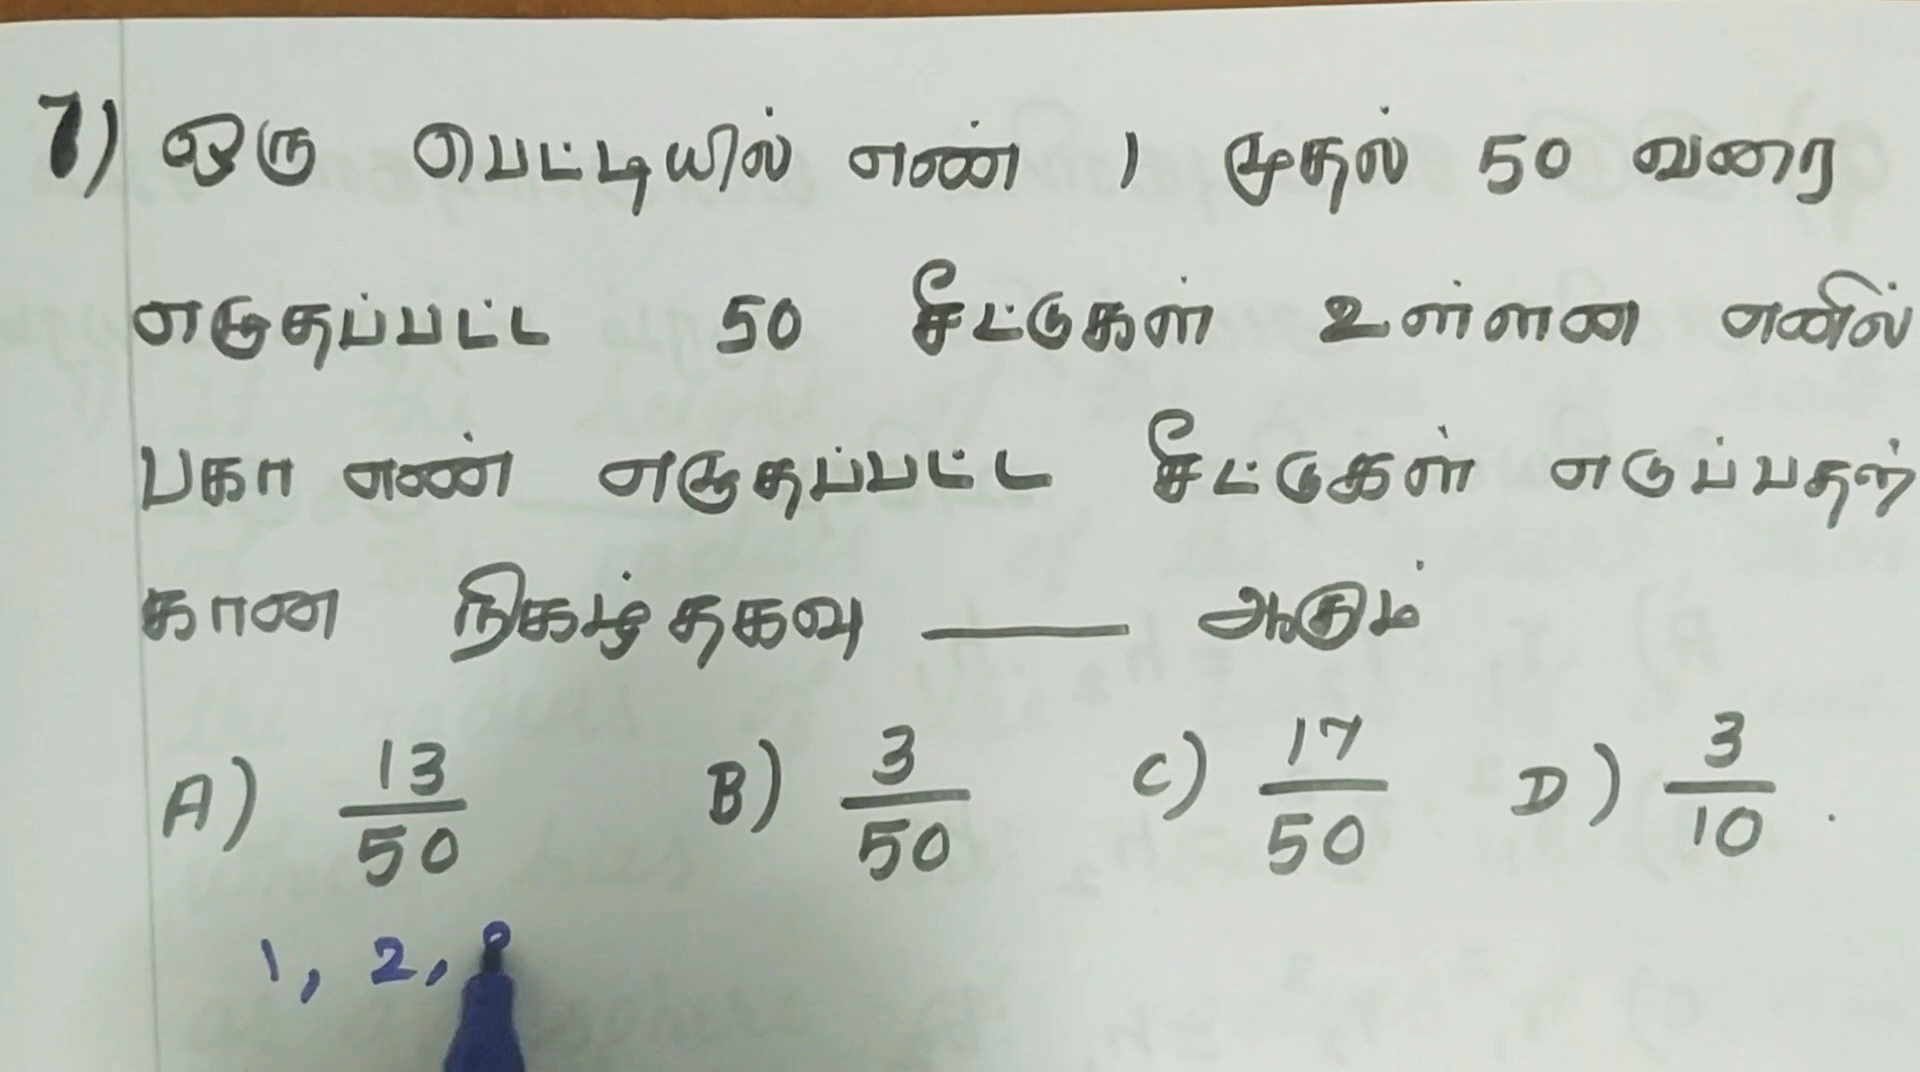 7) ஒரு பெட்டியில் எண் 1 முதல் 50 வரை
எழுதப்பட்ட 50 சீட்டுகள் உள்ளன எனில்
பகா எண் எழுதப்பட்ட சீட்டுகள் எடுப்பதற்
கான நிகழ்தகவு ____ ஆகும்
A) 13/50 B) 3/50 C) 17/50 D) 3/10 .
1, 2,